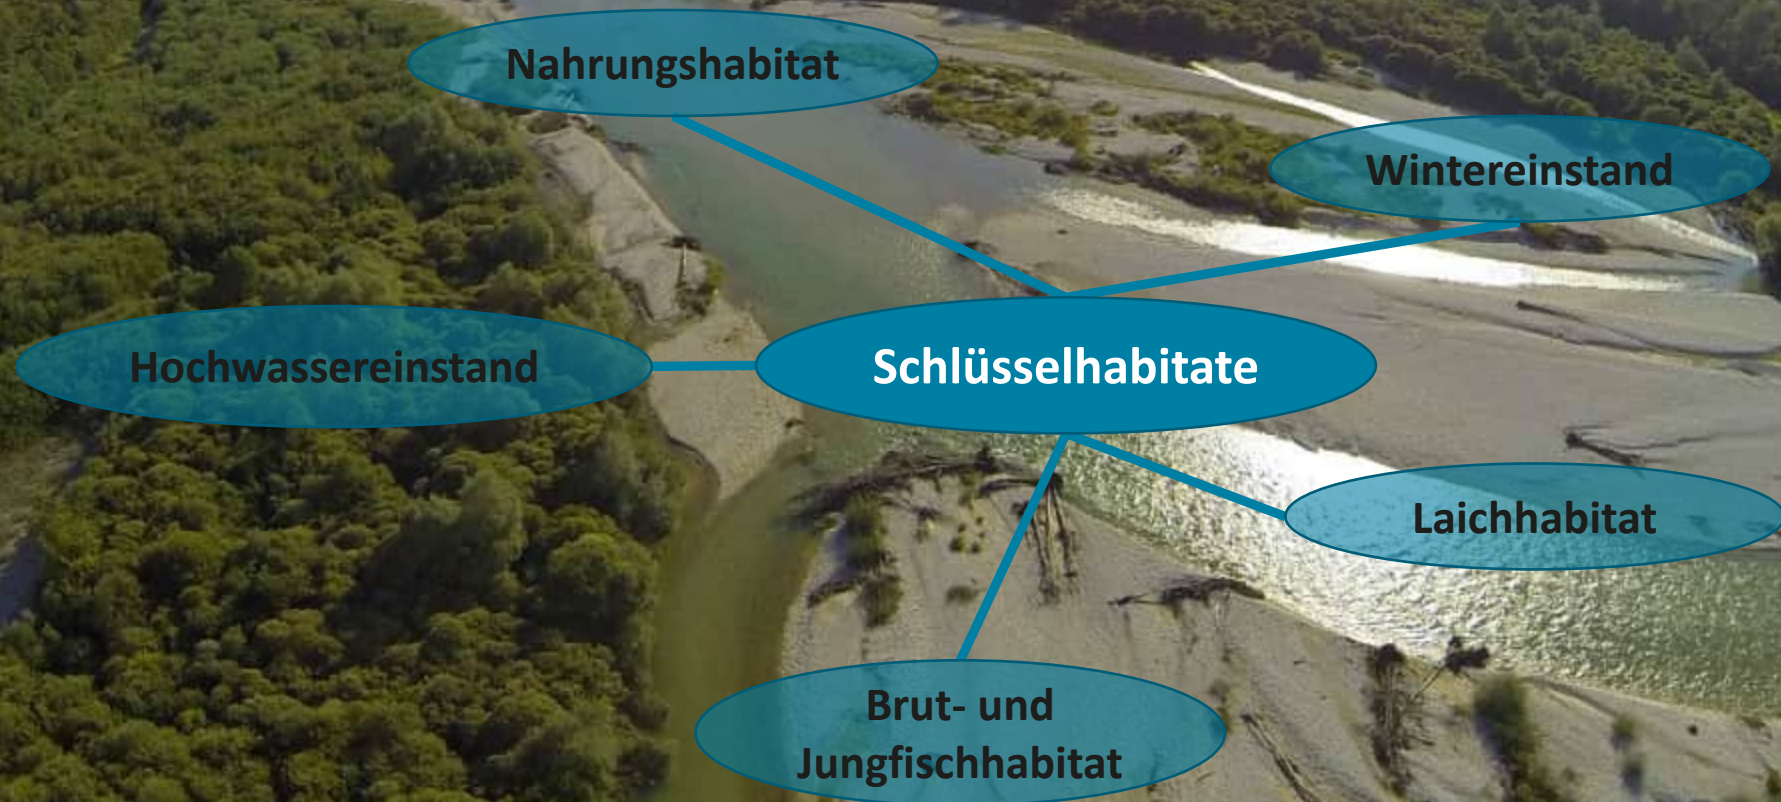 Nahrungshabitat
Wintereinstand
Hochwassereinstand
Schlüsselhabitate
Laichhabitat
Brut- und
Jungfischhabitat